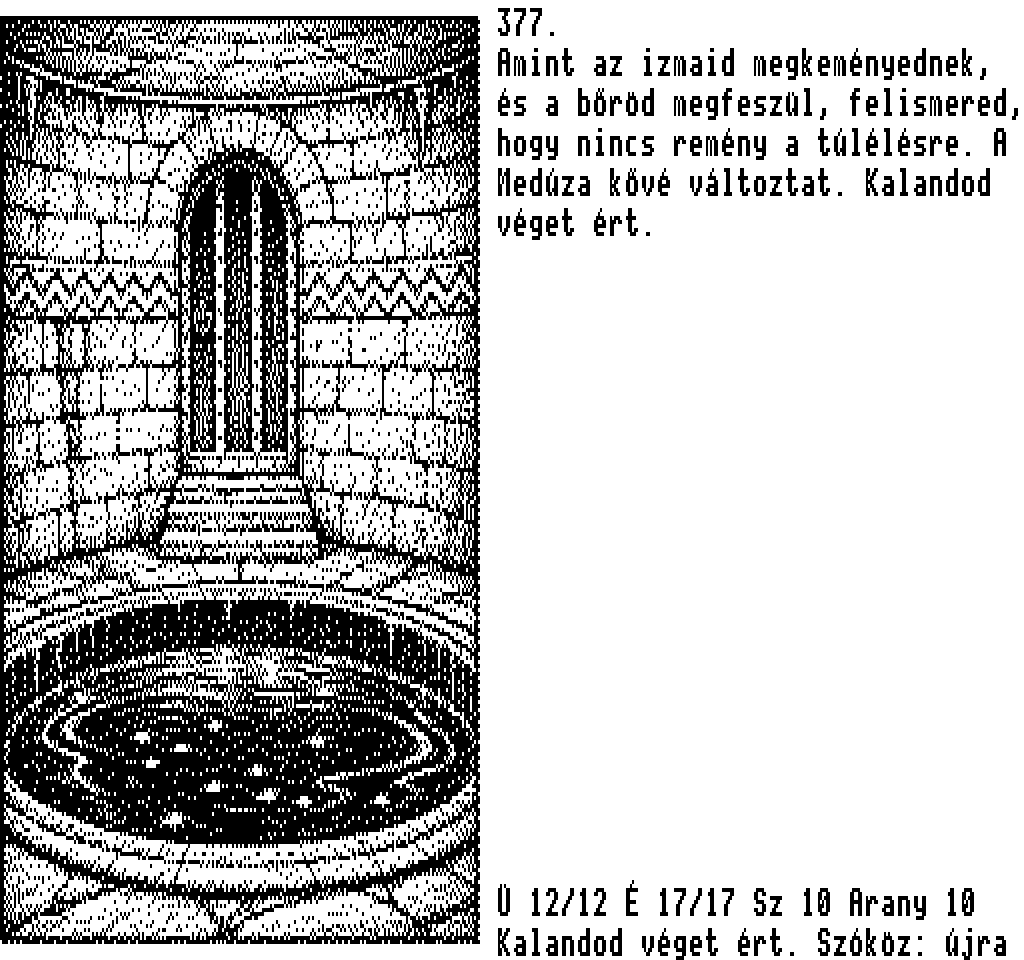 377.
Amint az izmaid megkeményednek,
és a bőröd megfeszül, felismered,
hogy nincs remény a túlélésre. A
Medúza kővé változtat. Kalandod
véget ért.
Ü 12/12 É 17/17 Sz 10 Arany 10
Kalandod véget ért. Szóköz: újra